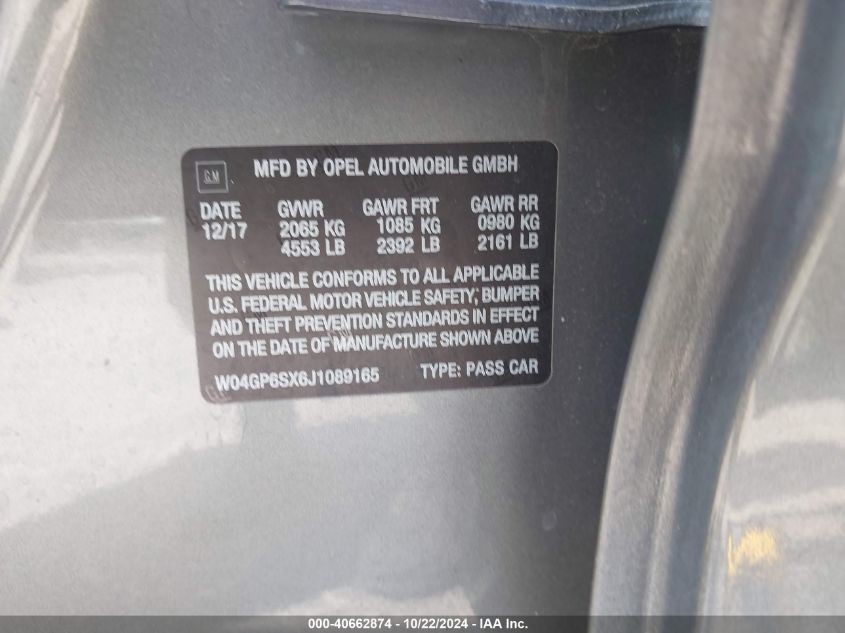 GM
MFD BY OPEL AUTOMOBILE GMBH
DATE GVWR GAWR FRT GAWR RR
12/17 2065 KG 1085 KG 0980 KG
4553 LB 2392 LB 2161 LB
THIS VEHICLE CONFORMS TO ALL APPLICABLE
U.S. FEDERAL MOTOR VEHICLE SAFETY, BUMPER
AND THEFT PREVENTION STANDARDS IN EFFECT
ON THE DATE OF MANUFACTURE SHOWN ABOVE
W04GP6SX6J1089165 TYPE: PASS CAR
000-40662874 - 10/22/2024 - IAA Inc.